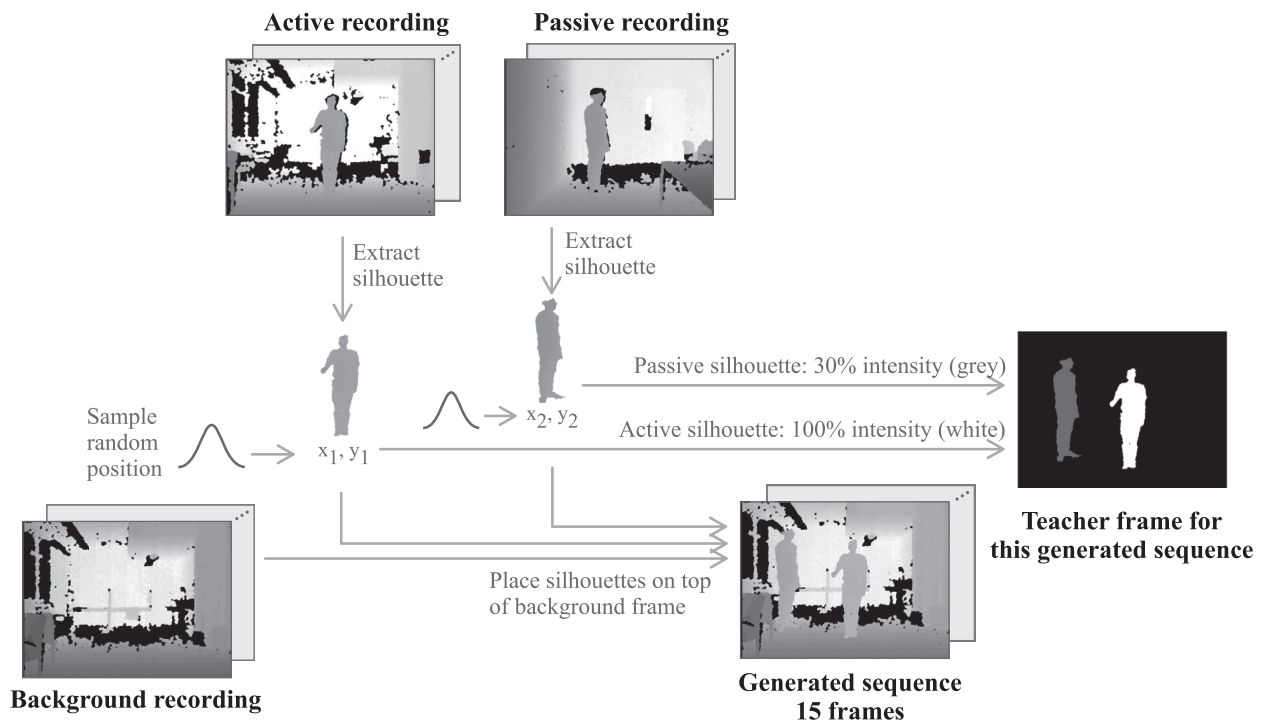 Active recording
Passive recording
Extract
silhouette
Extract
silhouette
Passive silhouette: 30% intensity (grey)
Sample
random
position
x2, y2
Active silhouette: 100% intensity (white)
x1, y1
Teacher frame for
this generated sequence
Place silhouettes on top
of background frame
Background recording
Generated sequence
15 frames